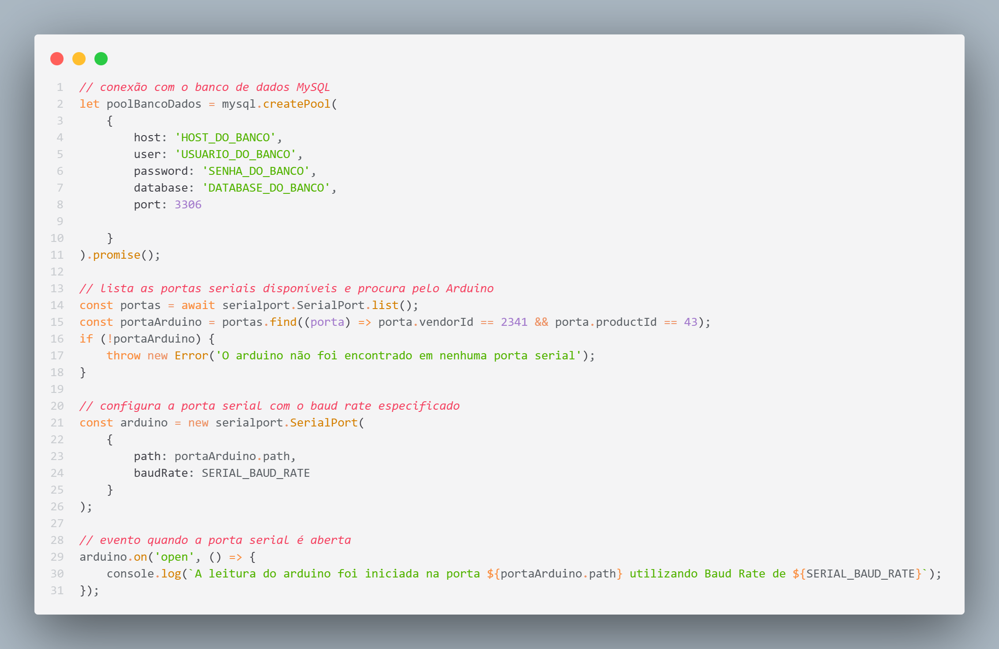 1 // conexão com o banco de dados MySQL
2 let poolBancoDados = mysql.createPool(
3     {
4         host: 'HOST_DO_BANCO',
5         user: 'USUARIO_DO_BANCO',
6         password: 'SENHA_DO_BANCO',
7         database: 'DATABASE_DO_BANCO',
8         port: 3306
9
10     }
11 ).promise();
12
13 // lista as portas seriais disponíveis e procura pelo Arduino
14 const portas = await serialport.SerialPort.list();
15 const portaArduino = portas.find((porta) => porta.vendorId == 2341 && porta.productId == 43);
16 if (!portaArduino) {
17     throw new Error('O arduino não foi encontrado em nenhuma porta serial');
18 }
19
20 // configura a porta serial com o baud rate especificado
21 const arduino = new serialport.SerialPort(
22     {
23         path: portaArduino.path,
24         baudRate: SERIAL_BAUD_RATE
25     }
26 );
27
28 // evento quando a porta serial é aberta
29 arduino.on('open', () => {
30     console.log(`A leitura do arduino foi iniciada na porta ${portaArduino.path} utilizando Baud Rate de ${SERIAL_BAUD_RATE}`);
31 });